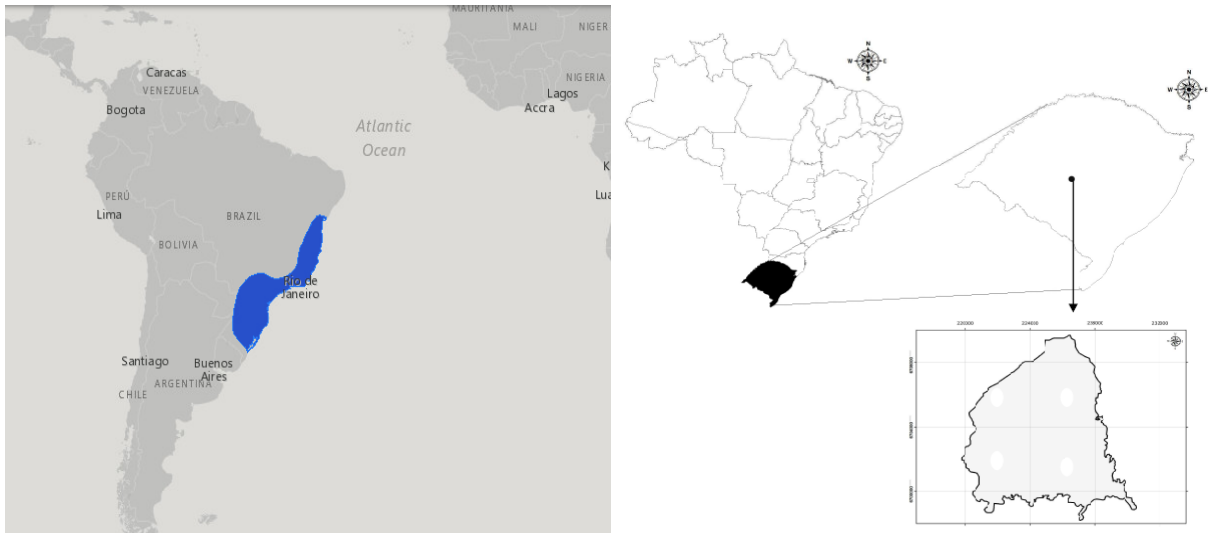 MAURITANIA
MALI
NIGER
NIGERIA
Lagos
Accra
Caracas
VENEZUELA
Bogota
Atlantic
Ocean
K
Lua
PERÚ
Lima
BRAZIL
BOLIVIA
Rio de
Janeiro
Santiago
Buenos
Aires
ARGENTINA
CHILE
N
W E
S
N
W E
S